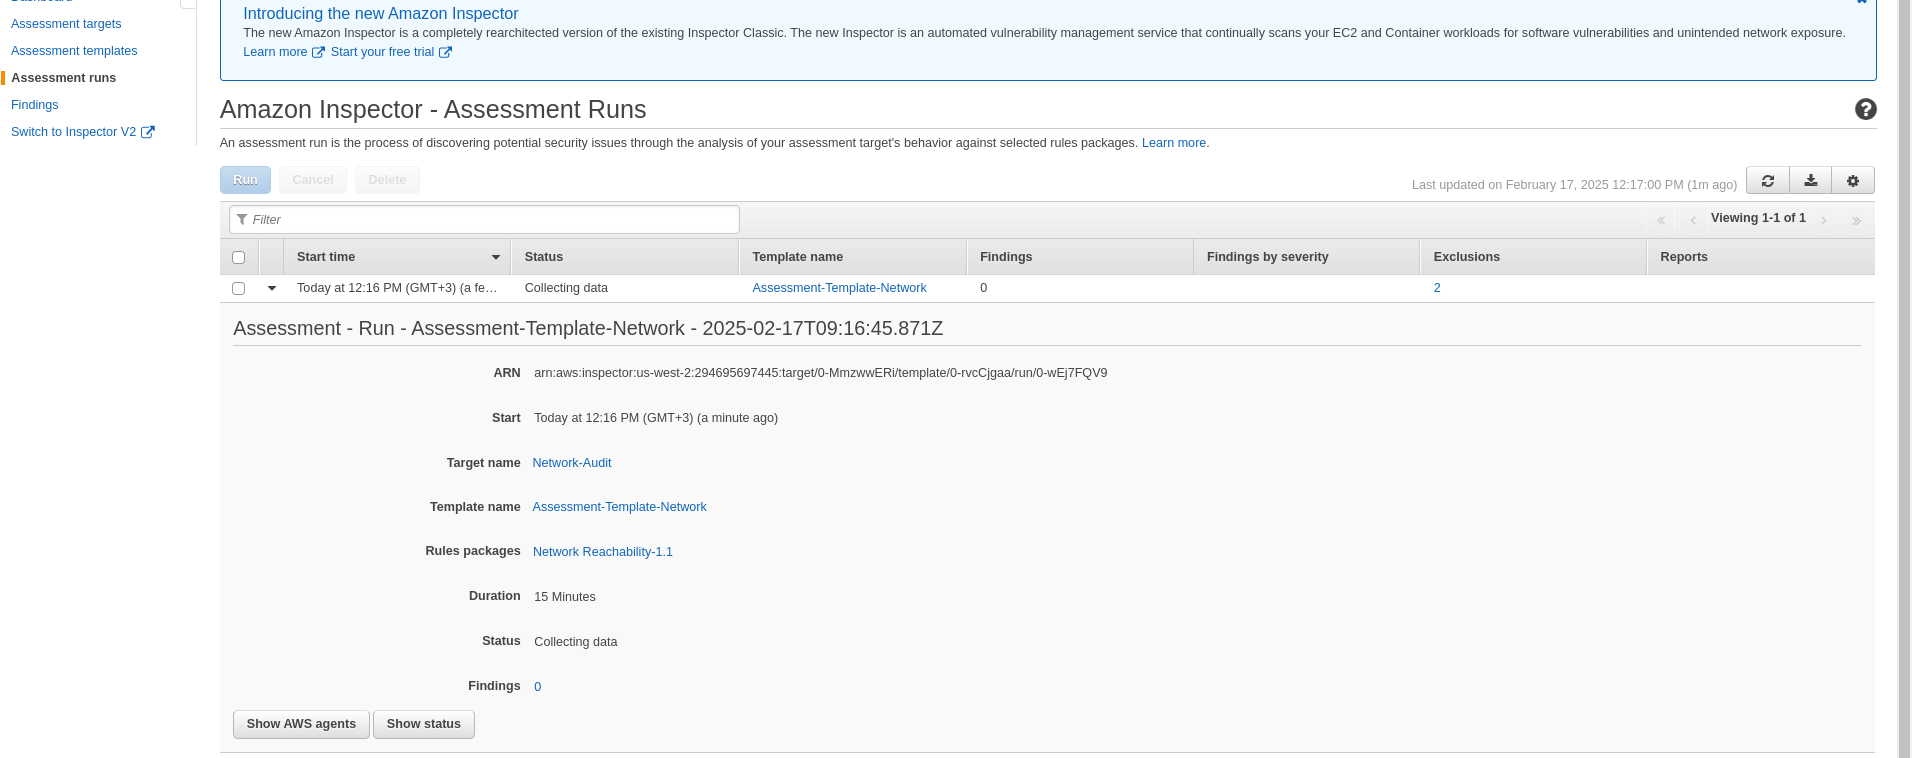 Assessment targets
Assessment templates
Assessment runs
Findings
Switch to Inspector V2
Introducing the new Amazon Inspector
The new Amazon Inspector is a completely rearchitected version of the existing Inspector Classic. The new Inspector is an automated vulnerability management service that continually scans your EC2 and Container workloads for software vulnerabilities and unintended network exposure.
Learn more Start your free trial
Amazon Inspector - Assessment Runs
An assessment run is the process of discovering potential security issues through the analysis of your assessment target's behavior against selected rules packages. Learn more.
Run Cancel Delete
Last updated on February 17, 2025 12:17:00 PM (1m ago)
Filter
« ‹ Viewing 1-1 of 1 › »
Start time Status Template name Findings Findings by severity Exclusions Reports
Today at 12:16 PM (GMT+3) (a fe… Collecting data Assessment-Template-Network 0 2
Assessment - Run - Assessment-Template-Network - 2025-02-17T09:16:45.871Z
ARN arn:aws:inspector:us-west-2:294695697445:target/0-MmzwwERi/template/0-rvcCjgaa/run/0-wEj7FQV9
Start Today at 12:16 PM (GMT+3) (a minute ago)
Target name Network-Audit
Template name Assessment-Template-Network
Rules packages Network Reachability-1.1
Duration 15 Minutes
Status Collecting data
Findings 0
Show AWS agents Show status